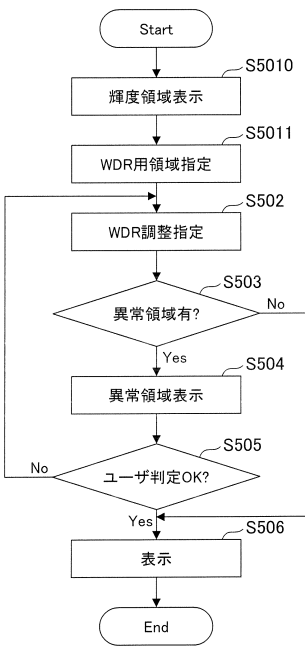 Start
S5010
輝度領域表示
S5011
WDR用領域指定
S502
WDR調整指定
S503
異常領域有?
No
Yes
S504
異常領域表示
S505
ユーザ判定OK?
No
Yes
S506
表示
End